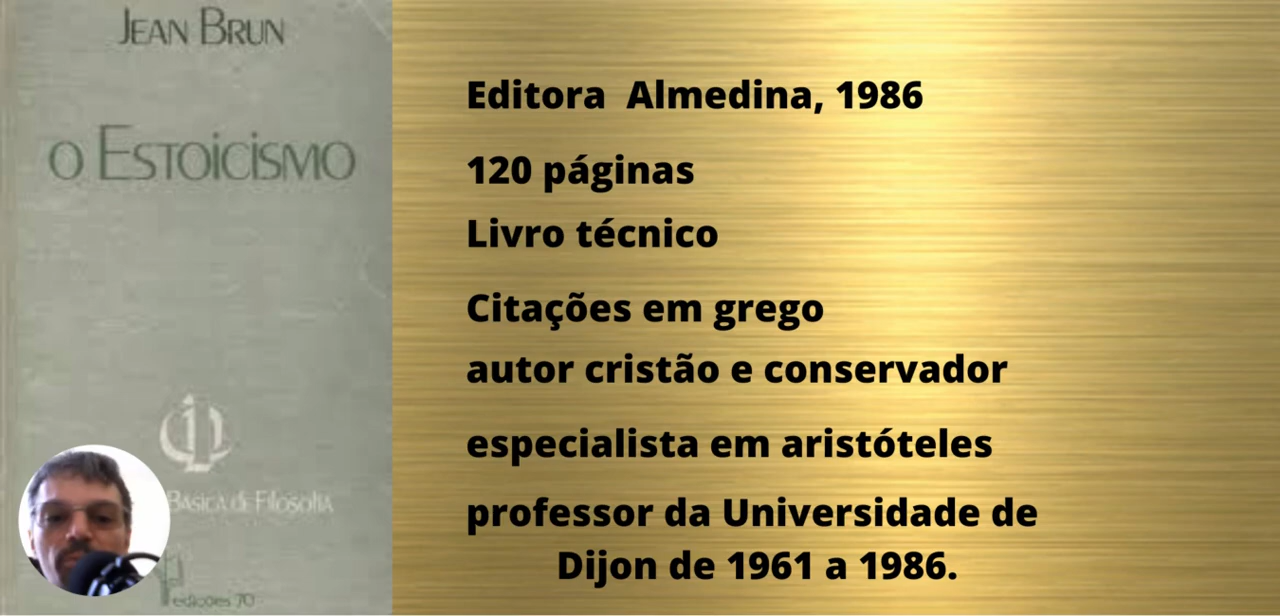 JEAN BRUN
O ESTOICISMO
BÁSICA DE FILOSOFIA
edições 70
Editora Almedina, 1986
120 páginas
Livro técnico
Citações em grego
autor cristão e conservador
especialista em aristóteles
professor da Universidade de
Dijon de 1961 a 1986.